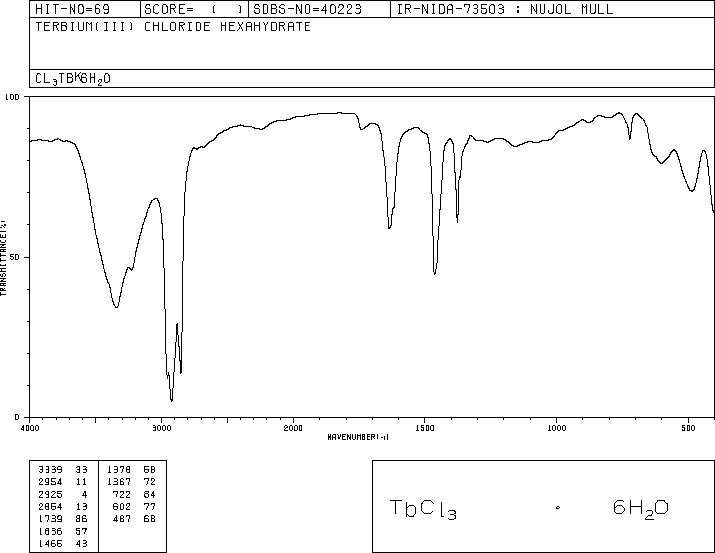 HIT-NO=69 SCORE= ( ) SDBS-NO=40223 IR-NIDA-73503 : NUJOL MULL
TERBIUM(III) CHLORIDE HEXAHYDRATE
CL3TBK6H2O
100
50
0
TRANSMITTANCE(%)
4000 3000 2000 1500 1000 500
WAVENUMBER(-1)
3339 33 1378 58
2954 11 1367 72
2925 4 722 84
2854 13 602 77
1739 86 487 68
1636 57
1466 43
TbCl3 · 6H2O